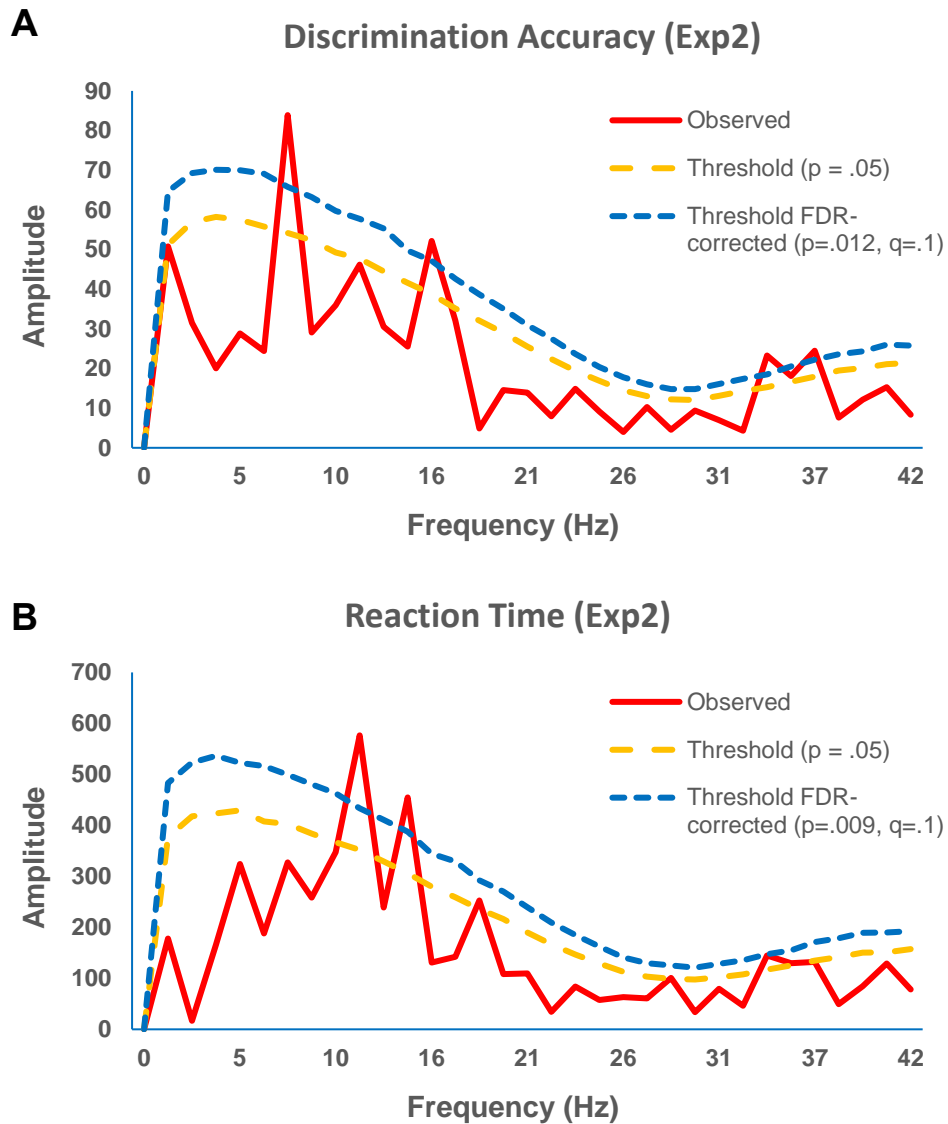 A
Discrimination Accuracy (Exp2)
90
80
70
60
50
40
30
20
10
0
Amplitude
Observed
Threshold (p = .05)
Threshold FDR-
corrected (p=.012, q=.1)
0 5 10 16 21 26 31 37 42
Frequency (Hz)
B
Reaction Time (Exp2)
700
600
500
400
300
200
100
0
Amplitude
Observed
Threshold (p = .05)
Threshold FDR-
corrected (p=.009, q=.1)
0 5 10 16 21 26 31 37 42
Frequency (Hz)